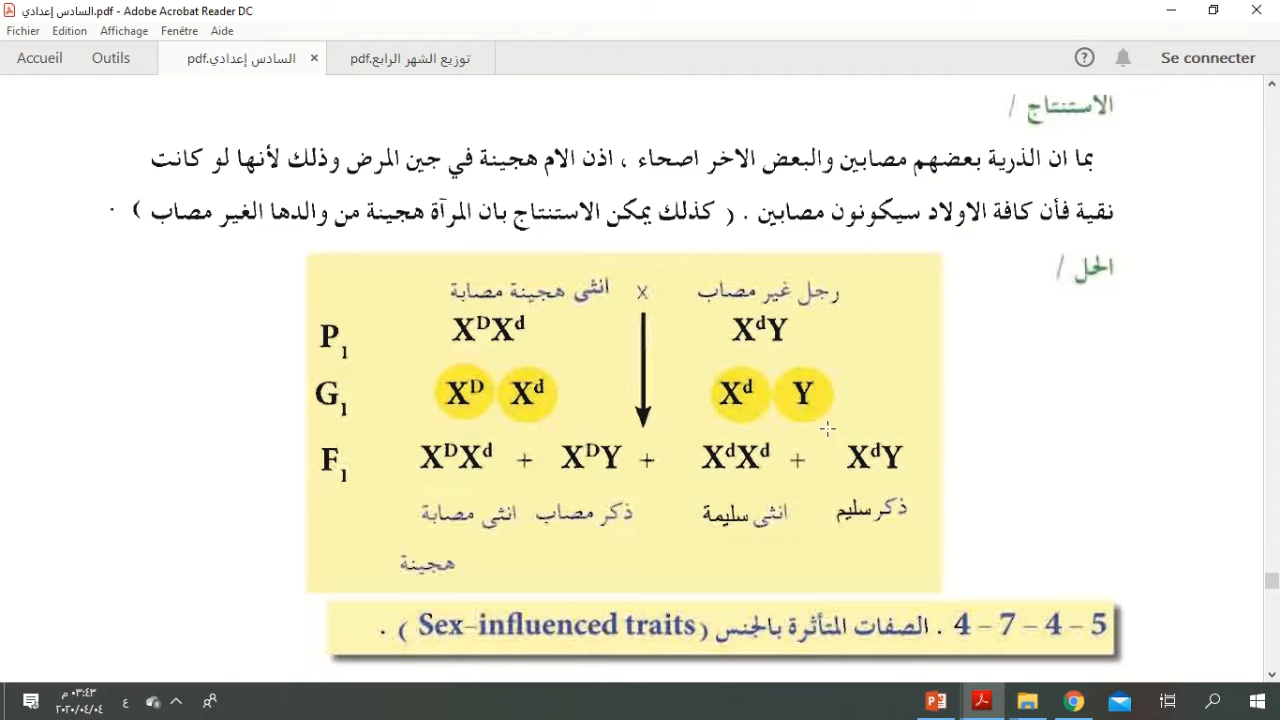 السادس إعدادي.pdf - Adobe Acrobat Reader DC
Fichier Edition Affichage Fenêtre Aide
Accueil Outils السادس إعدادي.pdf × توزيع الشهر الرابع.pdf ? Se connecter
الاستنتاج /
بما ان الذرية بعضهم مصابين والبعض الاخر اصحاء ، اذن الام هجينة في جين المرض وذلك لأنها لو كانت
نقية فأن كافة الاولاد سيكونون مصابين . ( كذلك يمكن الاستنتاج بان المرآة هجينة من والدها الغير مصاب ) .
الحل /
رجل غير مصاب x انثى هجينة مصابة
P1 XDXd XdY
G1 XD Xd Xd Y
F1 XDXd + XDY + XdXd + XdY
انثى مصابة ذكر مصاب انثى سليمة ذكر سليم
هجينة
4 – 7 – 4 – 5 . الصفات المتأثرة بالجنس ( Sex–influenced traits ) .
٠٣:٤٣ م
٢٠٢٠/٠٤/٠٤
ع